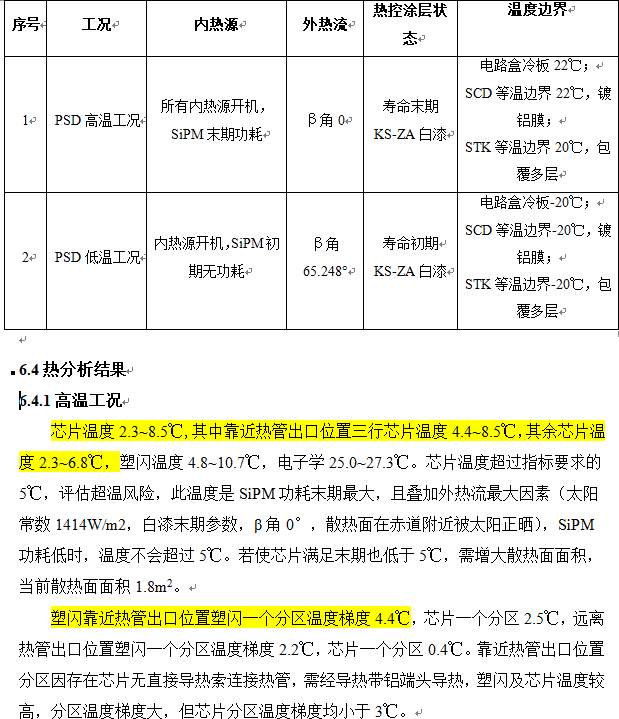 序号 工况 内热源 外热流 热控涂层状态 温度边界
1 PSD 高温工况 所有内热源开机，SiPM 末期功耗 β角 0 寿命末期 KS-ZA 白漆 电路盒冷板 22℃； SCD 等温边界 22℃，镀铝膜； STK 等温边界 20℃，包覆多层
2 PSD 低温工况 内热源开机，SiPM 初期无功耗 β角 65.248° 寿命初期 KS-ZA 白漆 电路盒冷板-20℃； SCD 等温边界-20℃，镀铝膜； STK 等温边界-20℃，包覆多层
6.4 热分析结果
6.4.1 高温工况
芯片温度 2.3~8.5℃,其中靠近热管出口位置三行芯片温度 4.4~8.5℃，其余芯片温
度 2.3~6.8℃，塑闪温度 4.8~10.7℃，电子学 25.0~27.3℃。芯片温度超过指标要求的
5℃，评估超温风险，此温度是 SiPM 功耗末期最大，且叠加外热流最大因素（太阳
常数 1414W/m2，白漆末期参数，β角 0°，散热面在赤道附近被太阳正晒），SiPM
功耗低时，温度不会超过 5℃。若使芯片满足末期也低于 5℃，需增大散热面面积，
当前散热面面积 1.8m²。
塑闪靠近热管出口位置塑闪一个分区温度梯度 4.4℃，芯片一个分区 2.5℃，远离
热管出口位置塑闪一个分区温度梯度 2.2℃，芯片一个分区 0.4℃。靠近热管出口位置
分区因存在芯片无直接导热索连接热管，需经导热带铝端头导热，塑闪及芯片温度较
高，分区温度梯度大，但芯片分区温度梯度均小于 3℃。